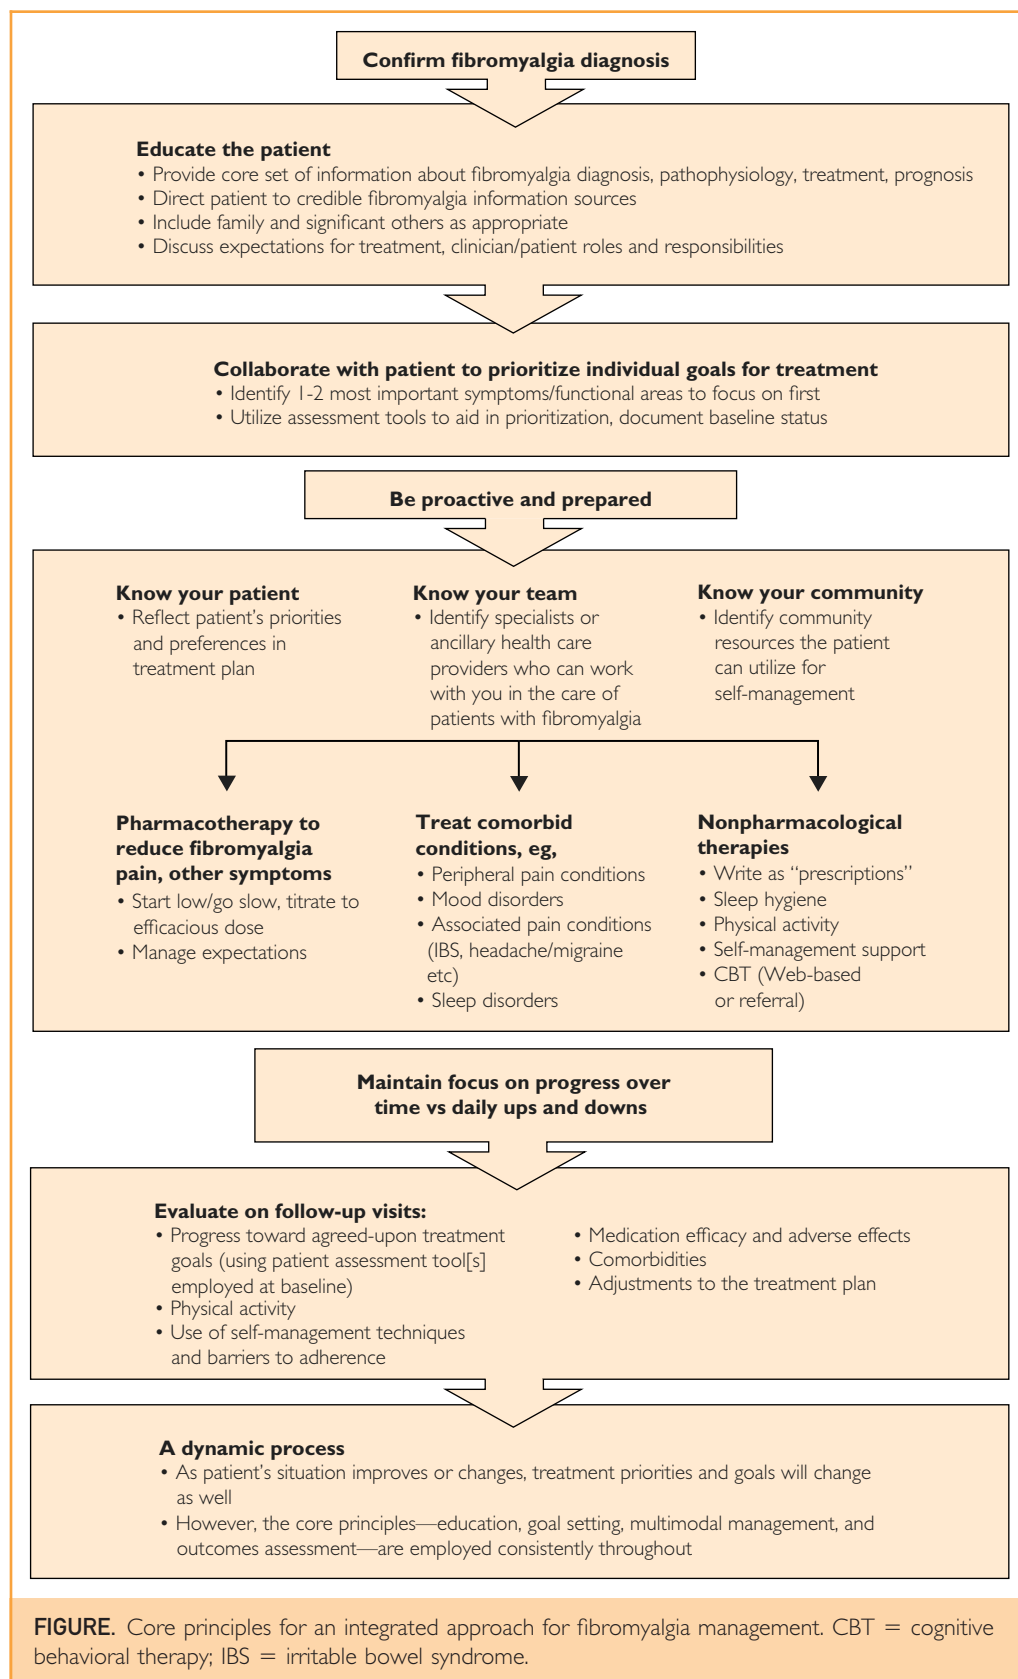 Confirm fibromyalgia diagnosis
Educate the patient
• Provide core set of information about fibromyalgia diagnosis, pathophysiology, treatment, prognosis
• Direct patient to credible fibromyalgia information sources
• Include family and significant others as appropriate
• Discuss expectations for treatment, clinician/patient roles and responsibilities
Collaborate with patient to prioritize individual goals for treatment
• Identify 1-2 most important symptoms/functional areas to focus on first
• Utilize assessment tools to aid in prioritization, document baseline status
Be proactive and prepared
Know your patient
• Reflect patient's priorities
and preferences in
treatment plan
Know your team
• Identify specialists or
ancillary health care
providers who can work
with you in the care of
patients with fibromyalgia
Know your community
• Identify community
resources the patient
can utilize for
self-management
Pharmacotherapy to
reduce fibromyalgia
pain, other symptoms
• Start low/go slow, titrate to
efficacious dose
• Manage expectations
Treat comorbid
conditions, eg,
• Peripheral pain conditions
• Mood disorders
• Associated pain conditions
(IBS, headache/migraine
etc)
• Sleep disorders
Nonpharmacological
therapies
• Write as “prescriptions”
• Sleep hygiene
• Physical activity
• Self-management support
• CBT (Web-based
or referral)
Maintain focus on progress over
time vs daily ups and downs
Evaluate on follow-up visits:
• Progress toward agreed-upon treatment
goals (using patient assessment tool[s]
employed at baseline)
• Physical activity
• Use of self-management techniques
and barriers to adherence
• Medication efficacy and adverse effects
• Comorbidities
• Adjustments to the treatment plan
A dynamic process
• As patient's situation improves or changes, treatment priorities and goals will change
as well
• However, the core principles—education, goal setting, multimodal management, and
outcomes assessment—are employed consistently throughout
FIGURE. Core principles for an integrated approach for fibromyalgia management. CBT = cognitive
behavioral therapy; IBS = irritable bowel syndrome.